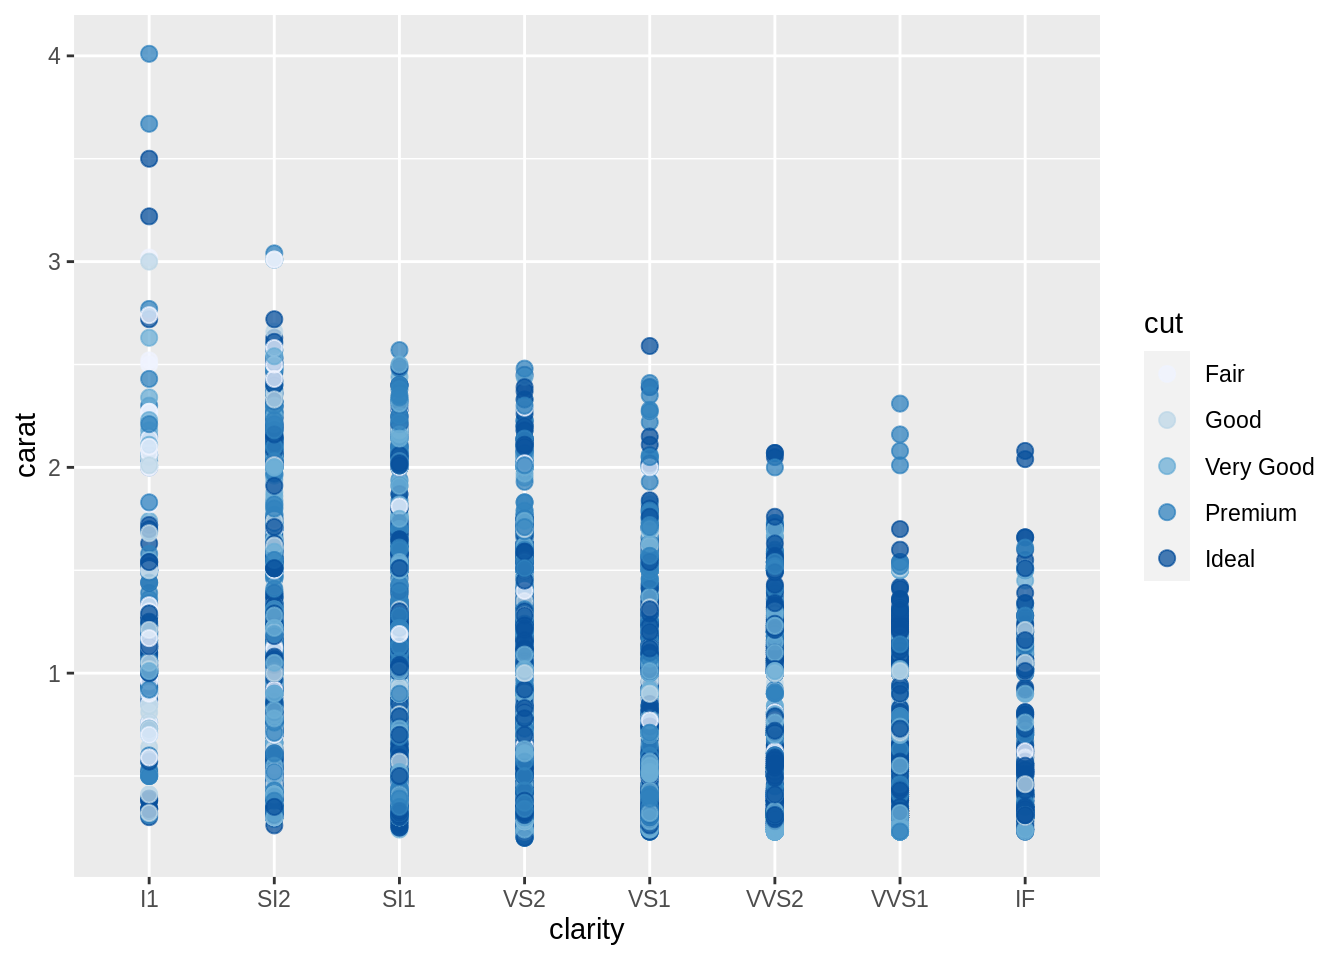 4
3
2
1
carat
I1 SI2 SI1 VS2 VS1 VVS2 VVS1 IF
clarity
cut
Fair
Good
Very Good
Premium
Ideal